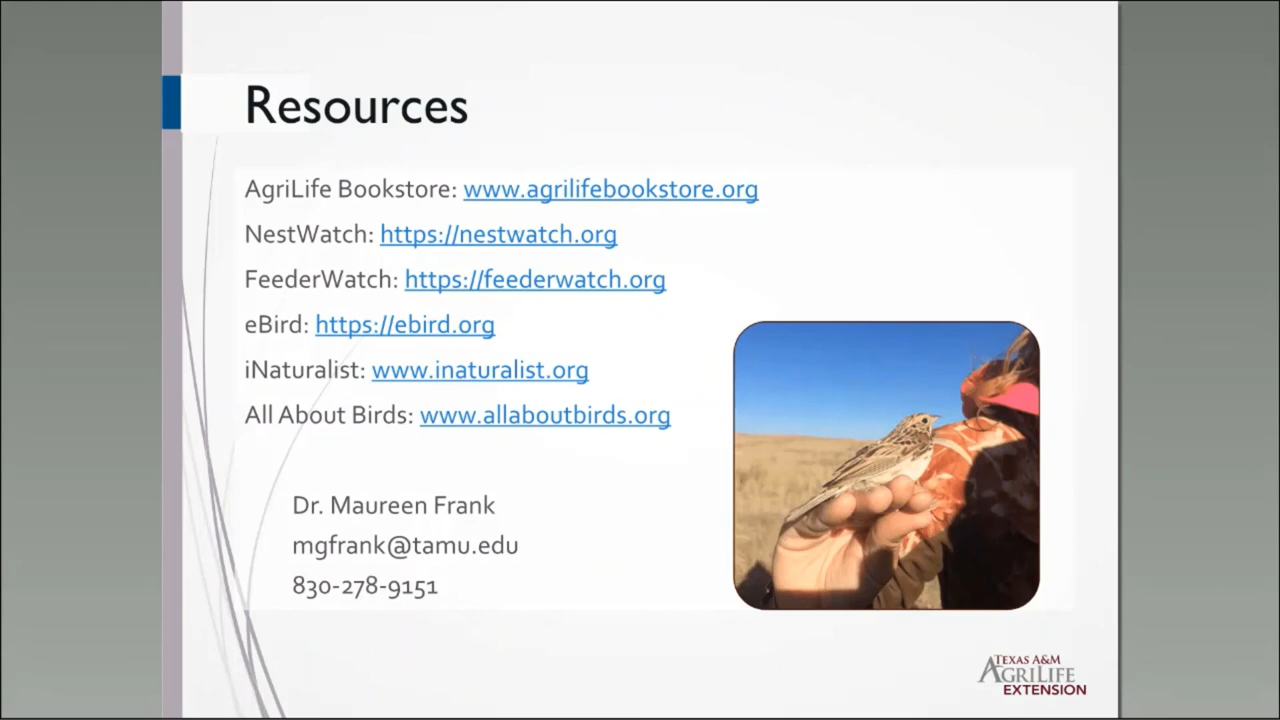 Resources
AgriLife Bookstore: www.agrilifebookstore.org
NestWatch: https://nestwatch.org
FeederWatch: https://feederwatch.org
eBird: https://ebird.org
iNaturalist: www.inaturalist.org
All About Birds: www.allaboutbirds.org
Dr. Maureen Frank
mgfrank@tamu.edu
830-278-9151
TEXAS A&M
AGRILIFE
EXTENSION